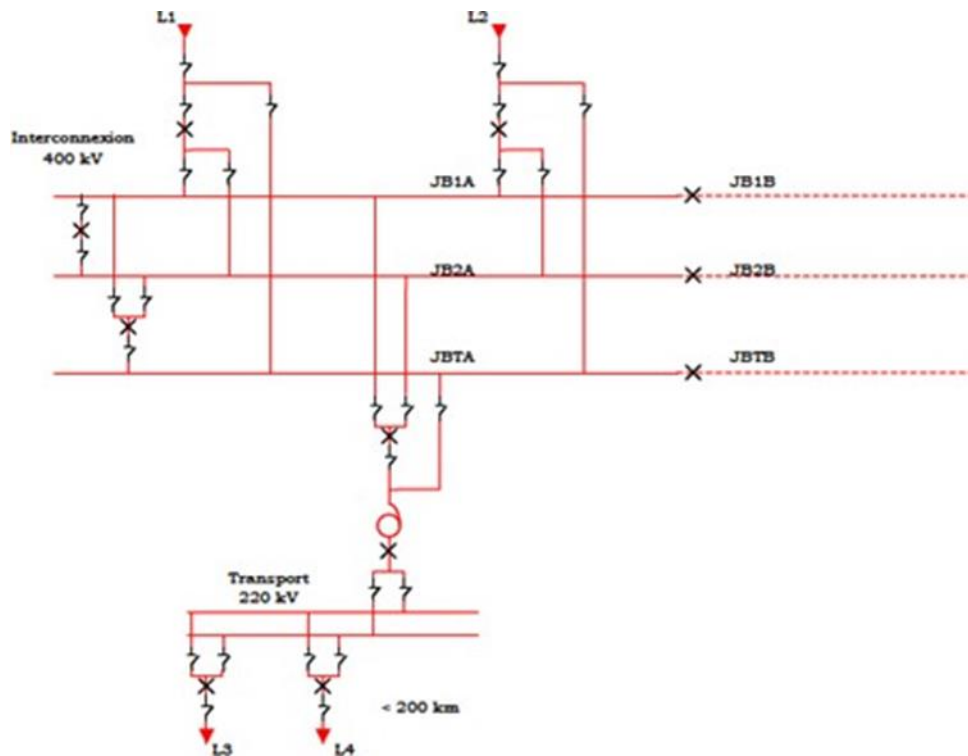 L1
L2
Interconnexion
400 kV
JB1A
JB1B
JB2A
JB2B
JBTA
JBTB
Transport
220 kV
< 200 km
L3
L4